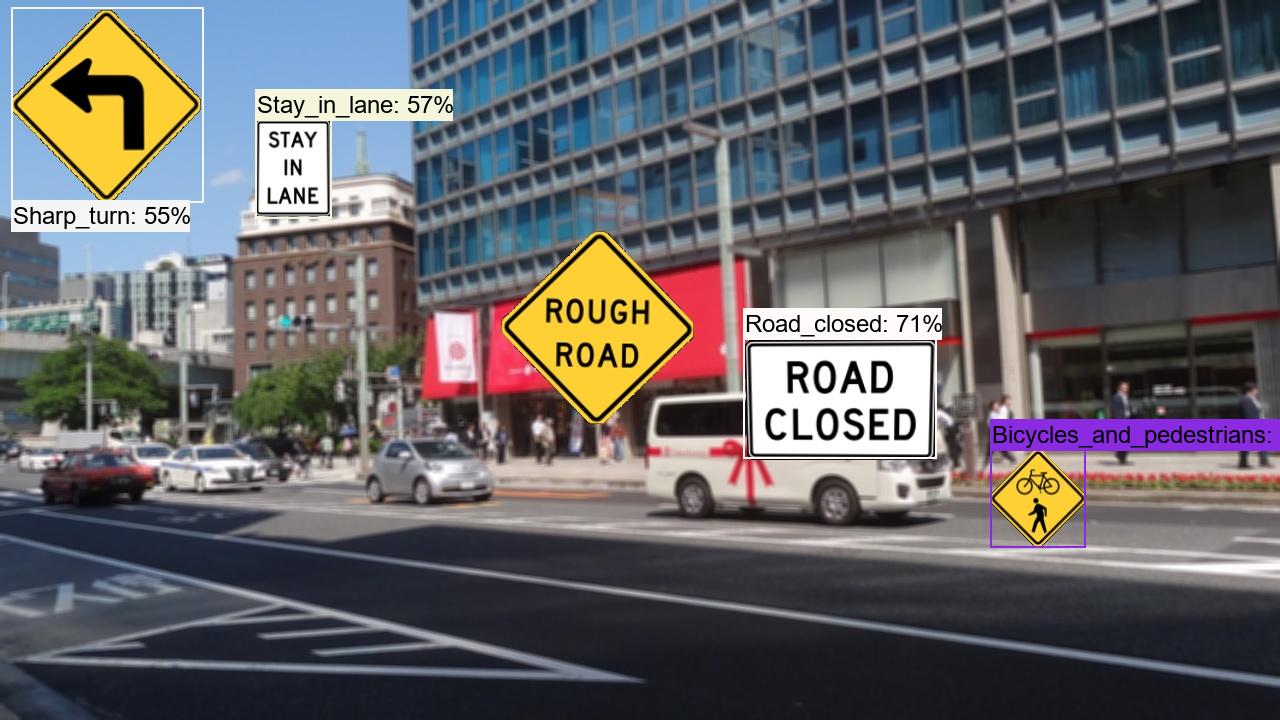 Stay_in_lane: 57%
STAY
IN
LANE
Sharp_turn: 55%
ROUGH
ROAD
Road_closed: 71%
ROAD
CLOSED
Bicycles_and_pedestrians: